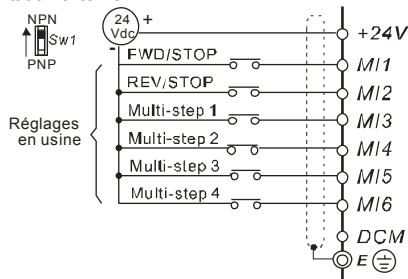 NPN
Sw1
PNP
24
Vdc
+
-
+24V
FWD/STOP
MI1
REV/STOP
MI2
Multi-step 1
MI3
Réglages
en usine
Multi-step 2
MI4
Multi-step 3
MI5
Multi-step 4
MI6
DCM
E